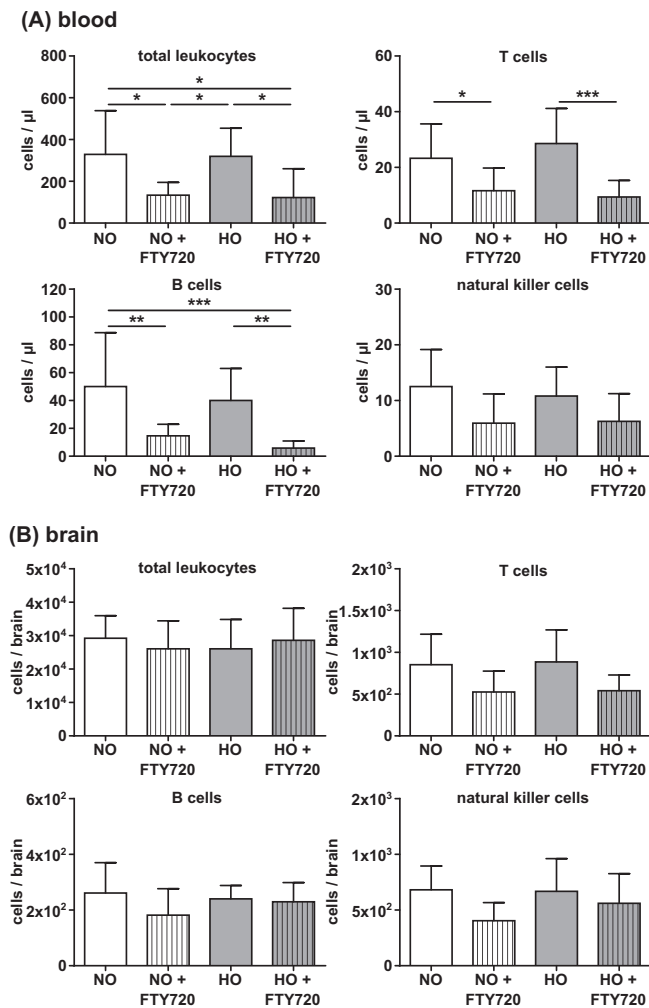 (A) blood
total leukocytes
cells / µl
800
600
400
200
0
* 
* * *
NO NO + FTY720 HO HO + FTY720
T cells
cells / µl
60
40
20
0
* ***
NO NO + FTY720 HO HO + FTY720
B cells
cells / µl
120
100
80
60
40
20
0
***
** **
NO NO + FTY720 HO HO + FTY720
natural killer cells
cells / µl
30
20
10
0
NO NO + FTY720 HO HO + FTY720
(B) brain
total leukocytes
cells / brain
5x10⁴
4x10⁴
3x10⁴
2x10⁴
1x10⁴
0
NO NO + FTY720 HO HO + FTY720
T cells
cells / brain
2x10³
1.5x10³
1x10³
5x10²
0
NO NO + FTY720 HO HO + FTY720
B cells
cells / brain
6x10²
4x10²
2x10²
0
NO NO + FTY720 HO HO + FTY720
natural killer cells
cells / brain
2x10³
1x10³
5x10²
0
NO NO + FTY720 HO HO + FTY720